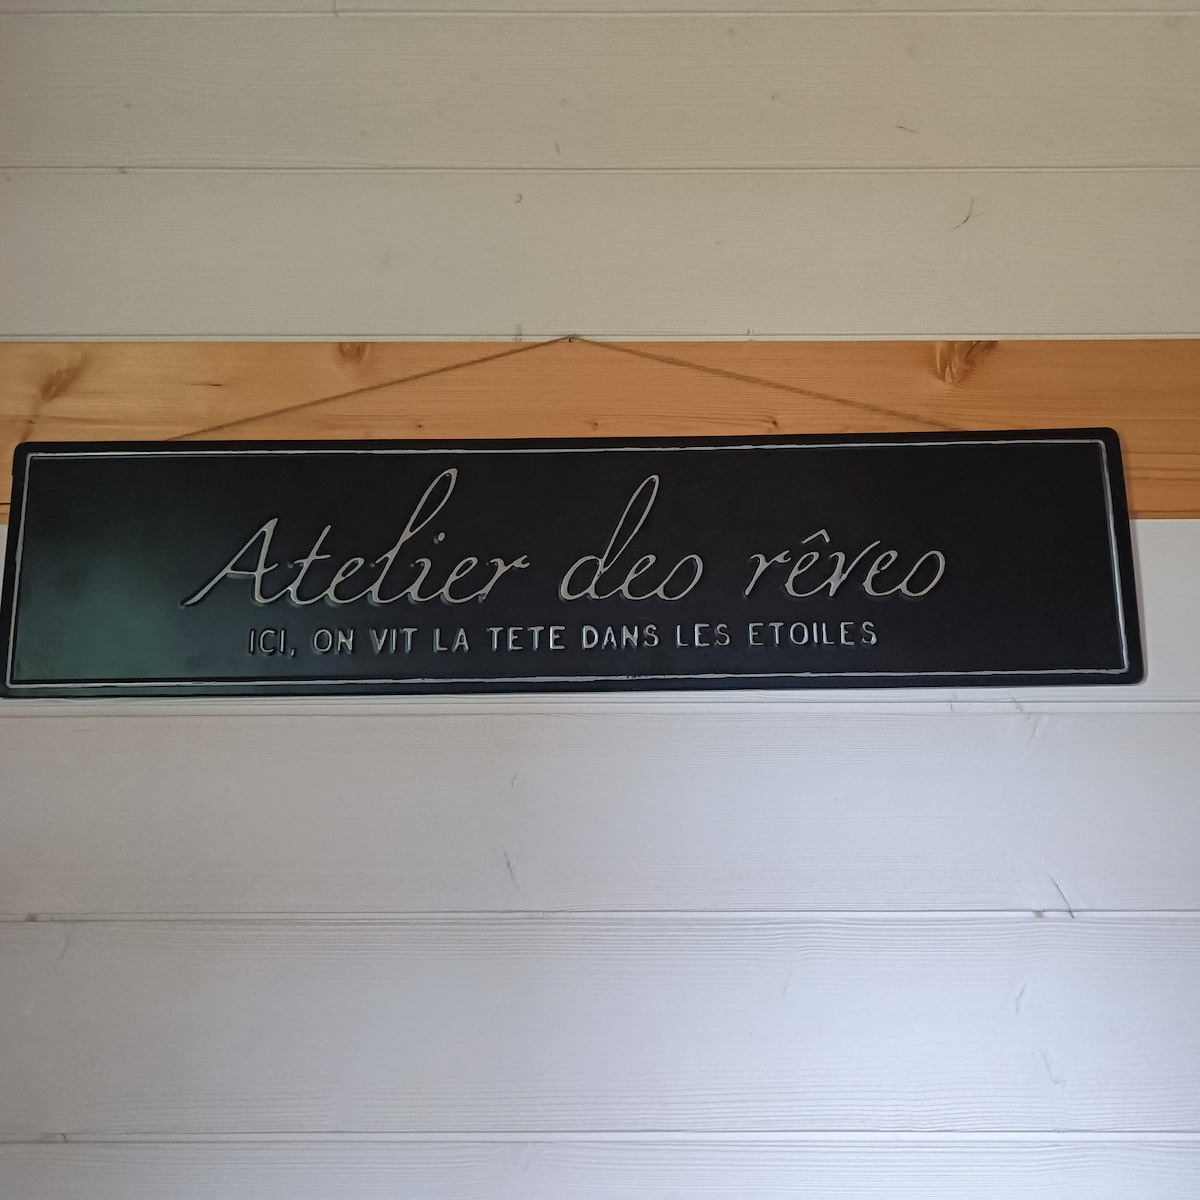 Atelier des rêves
ICI, ON VIT LA TETE DANS LES ETOILES